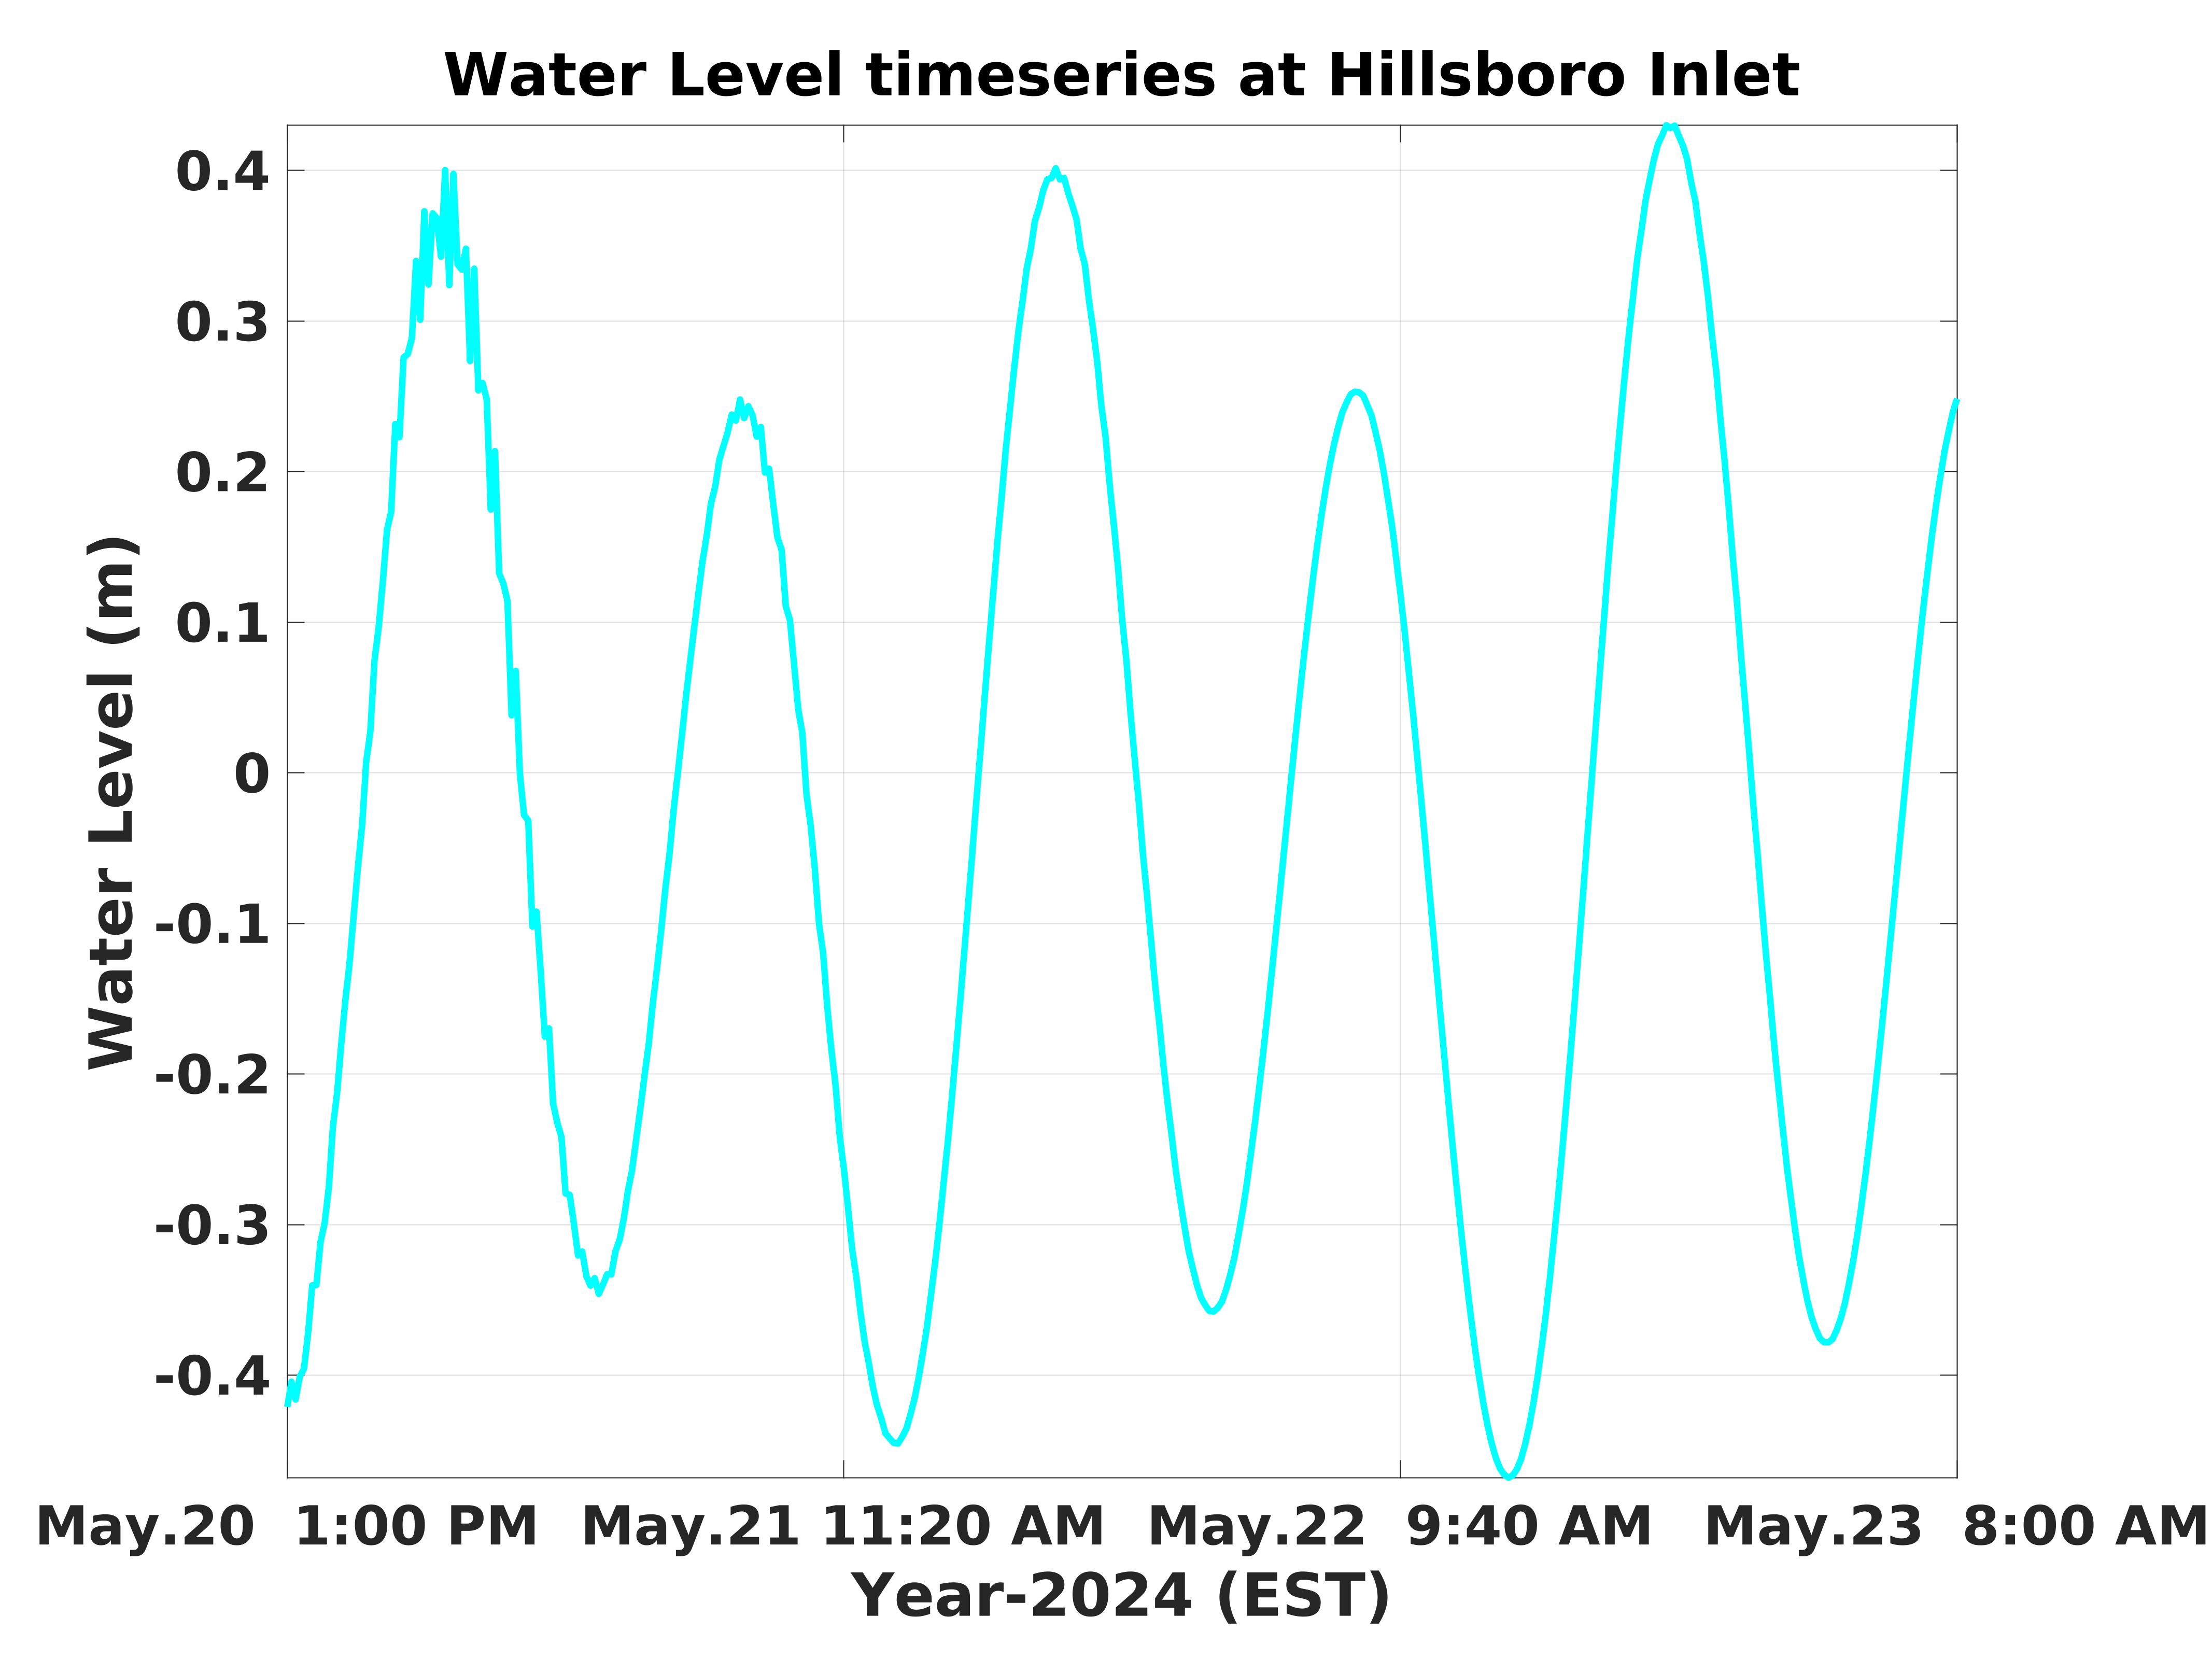 Water Level timeseries at Hillsboro Inlet
0.4
0.3
0.2
0.1
0
-0.1
-0.2
-0.3
-0.4
Water Level (m)
May.20  1:00 PM
May.21 11:20 AM
May.22  9:40 AM
May.23  8:00 AM
Year-2024 (EST)